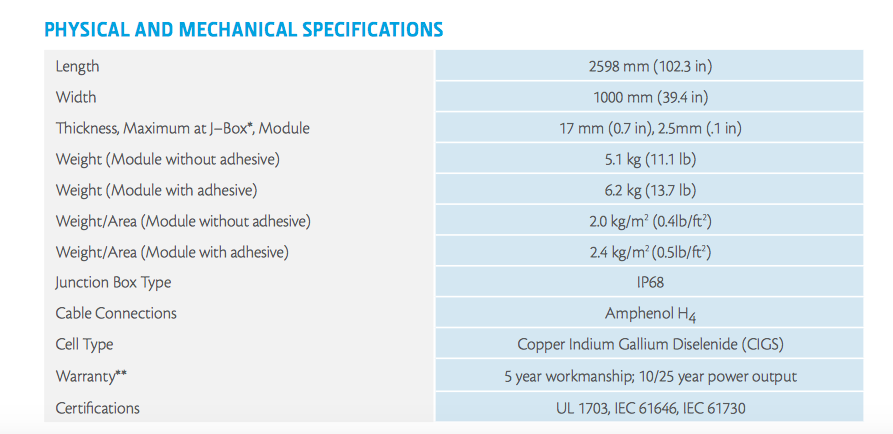 PHYSICAL AND MECHANICAL SPECIFICATIONS
Length 2598 mm (102.3 in)
Width 1000 mm (39.4 in)
Thickness, Maximum at J–Box*, Module 17 mm (0.7 in), 2.5mm (.1 in)
Weight (Module without adhesive) 5.1 kg (11.1 lb)
Weight (Module with adhesive) 6.2 kg (13.7 lb)
Weight/Area (Module without adhesive) 2.0 kg/m² (0.4lb/ft²)
Weight/Area (Module with adhesive) 2.4 kg/m² (0.5lb/ft²)
Junction Box Type IP68
Cable Connections Amphenol H4
Cell Type Copper Indium Gallium Diselenide (CIGS)
Warranty** 5 year workmanship; 10/25 year power output
Certifications UL 1703, IEC 61646, IEC 61730